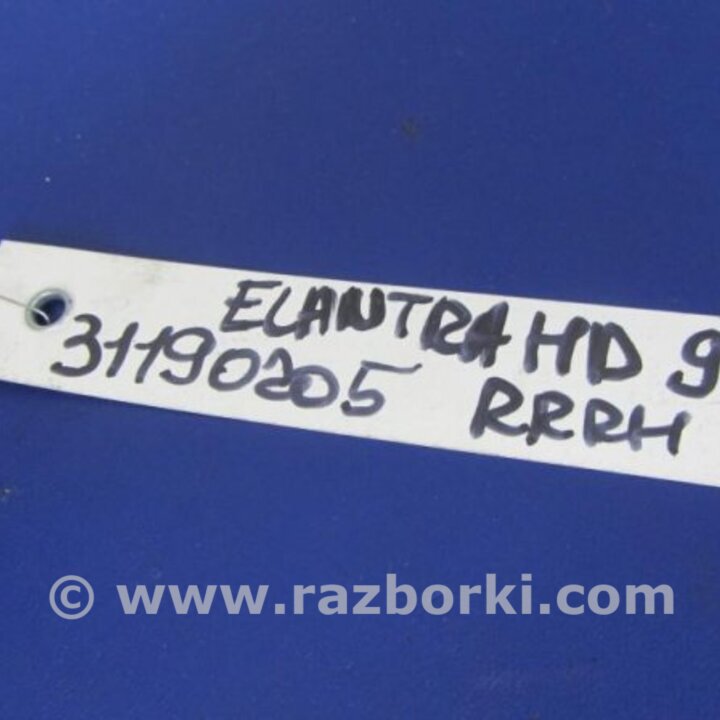 ELANTRA HD 9
31190205 RRRH
© www.razborki.com